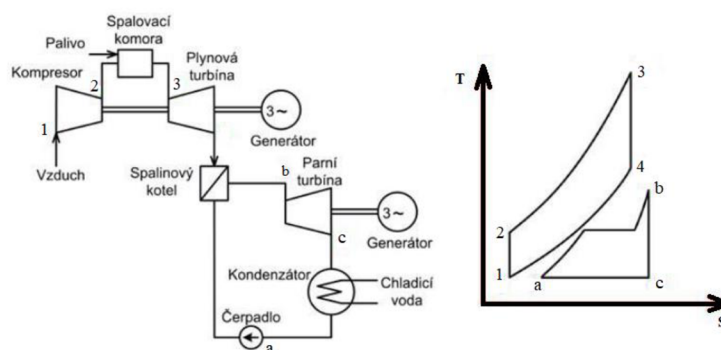 Spalovací
komora
Palivo
Kompresor
2
3
Plynová
turbína
1
3~
Generátor
Vzduch
Spalinový
kotel
b
Parní
turbína
3~
Generátor
c
Kondenzátor
Chladicí
voda
Čerpadlo
a
T
3
4
b
2
1
a
c
s